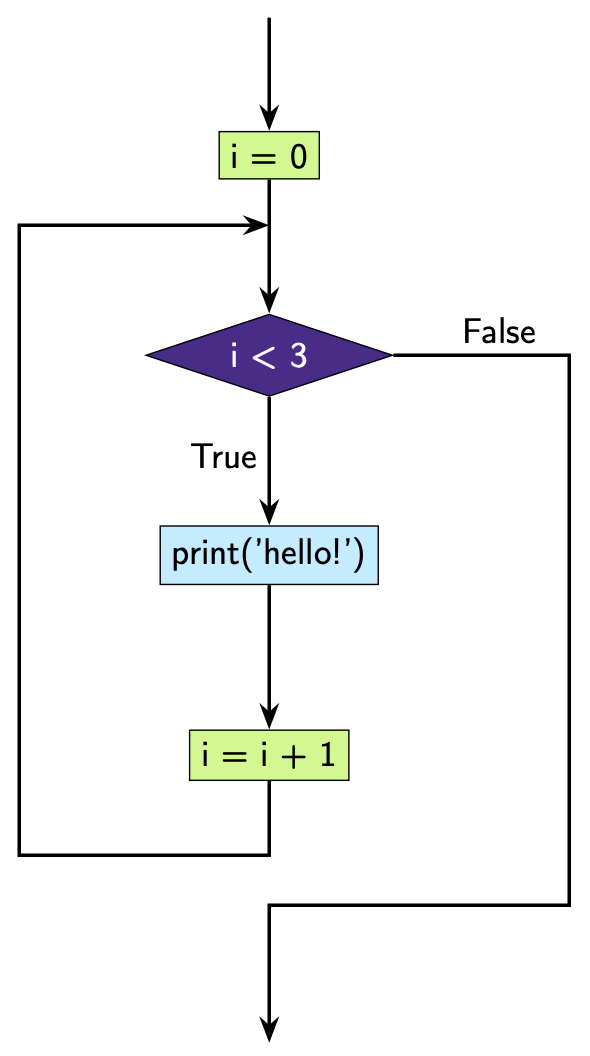 i = 0
i < 3
False
True
print('hello!')
i = i + 1